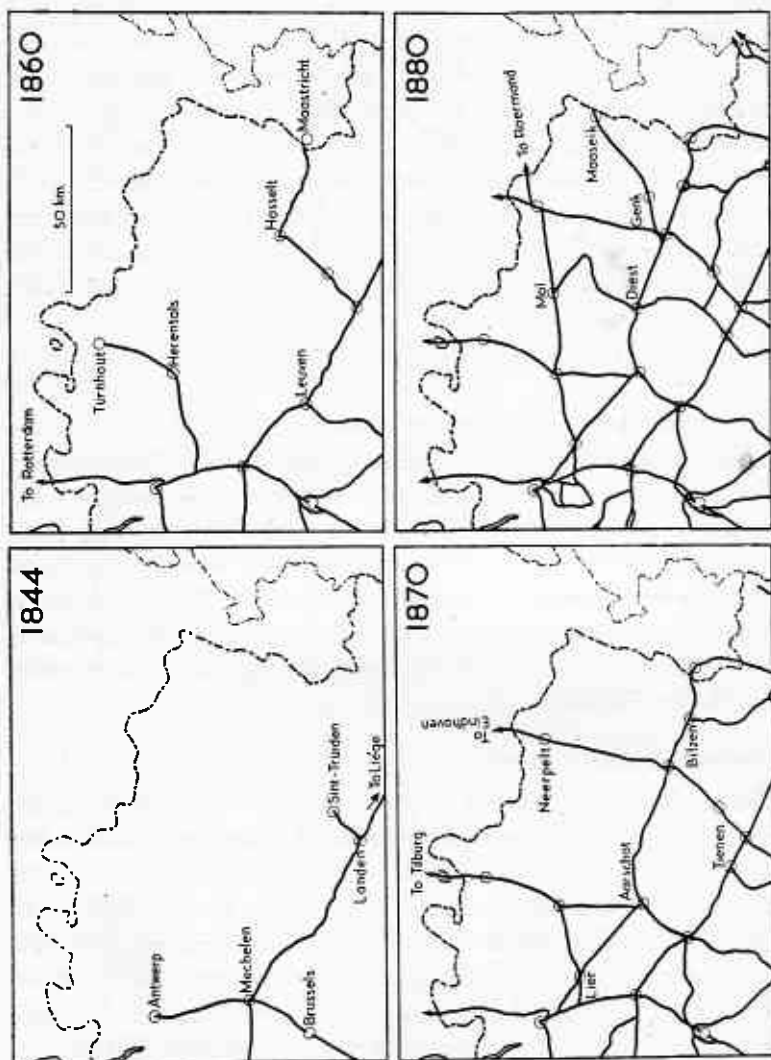 1844
Antwerp
Mechelen
Brussels
Sint-Truiden
Landen
To Liége
1860
50 km.
To Rotterdam
Turnhout
Herentals
Hasselt
Maastricht
Leuven
1870
To Tilburg
To
Eindhoven
Neerpelt
Lier
Aarschot
Bilzen
Tienen
1880
To Roermond
Mol
Maaseik
Genk
Diest